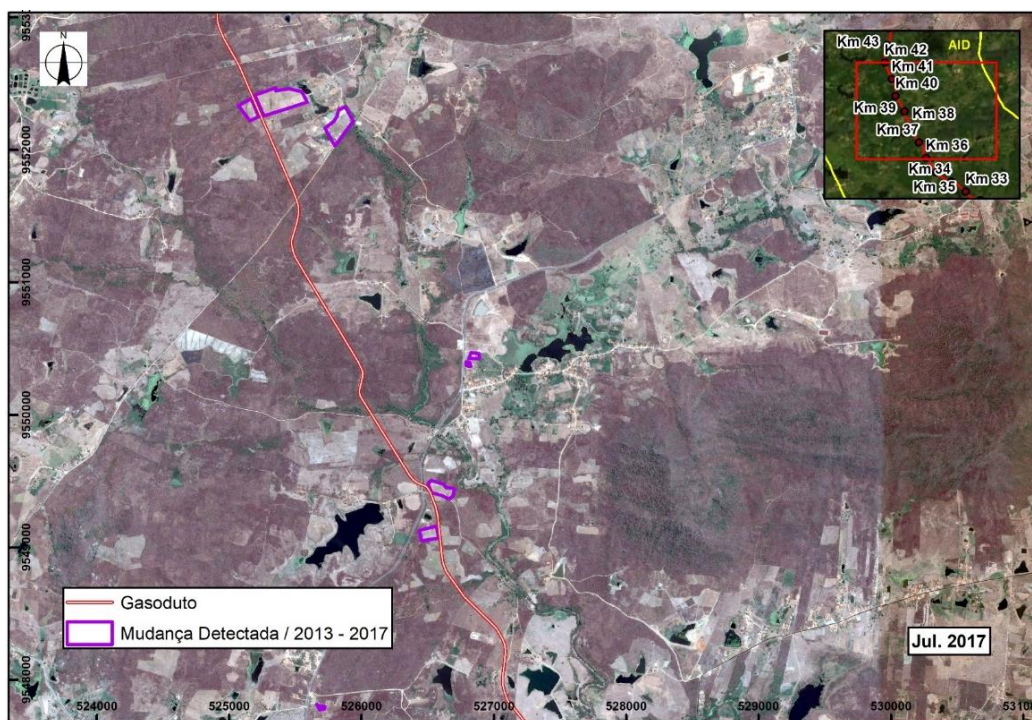 N
AID
Km 43
Km 42
Km 41
Km 40
Km 39
Km 38
Km 37
Km 36
Km 34
Km 35
Km 33
9552000
9551000
9550000
9549000
9548000
Gasoduto
Mudança Detectada / 2013 - 2017
Jul. 2017
524000
525000
526000
527000
528000
529000
530000